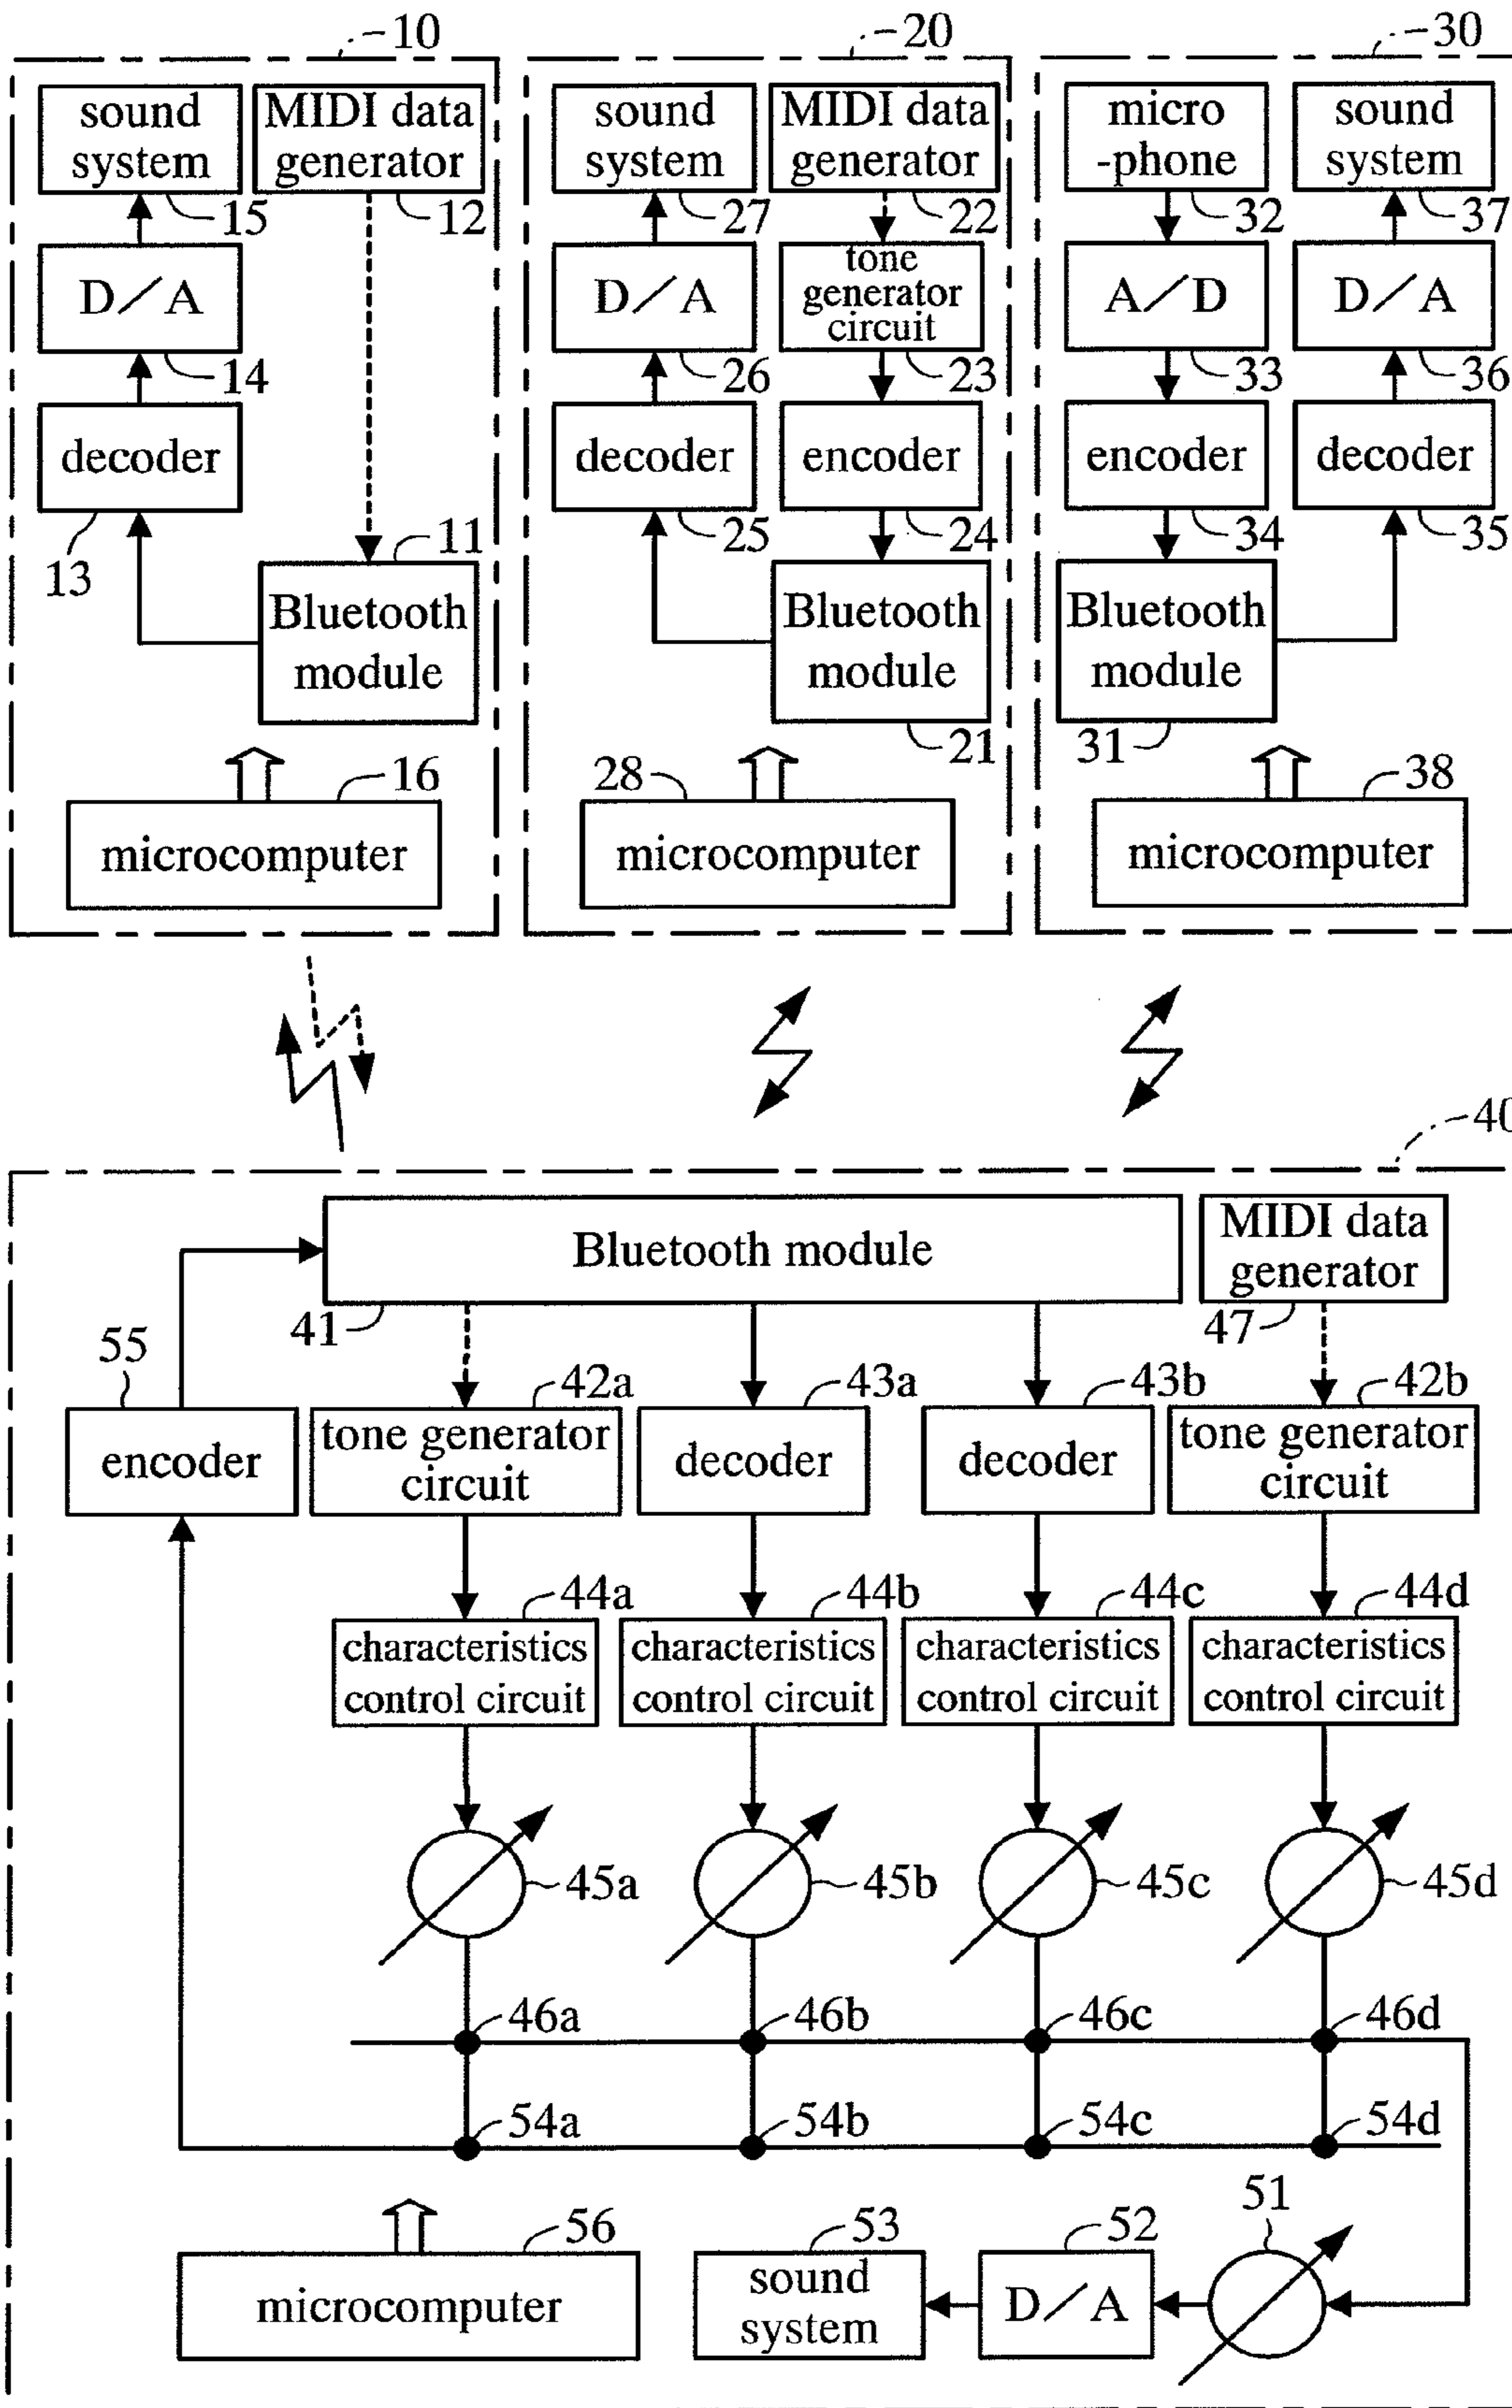 10
20
30
sound
system
MIDI data
generator
sound
system
MIDI data
generator
micro
-phone
sound
system
15
12
27
22
32
37
D/A
D/A
tone
generator
circuit
A/D
D/A
14
26
23
33
36
decoder
decoder
encoder
encoder
decoder
13
11
25
24
34
35
Bluetooth
module
Bluetooth
module
Bluetooth
module
21
31
16
28
38
microcomputer
microcomputer
microcomputer
40
Bluetooth module
MIDI data
generator
41
47
55
42a
43a
43b
42b
encoder
tone generator
circuit
decoder
decoder
tone generator
circuit
44a
44b
44c
44d
characteristics
control circuit
characteristics
control circuit
characteristics
control circuit
characteristics
control circuit
45a
45b
45c
45d
46a
46b
46c
46d
54a
54b
54c
54d
56
53
52
51
microcomputer
sound
system
D/A